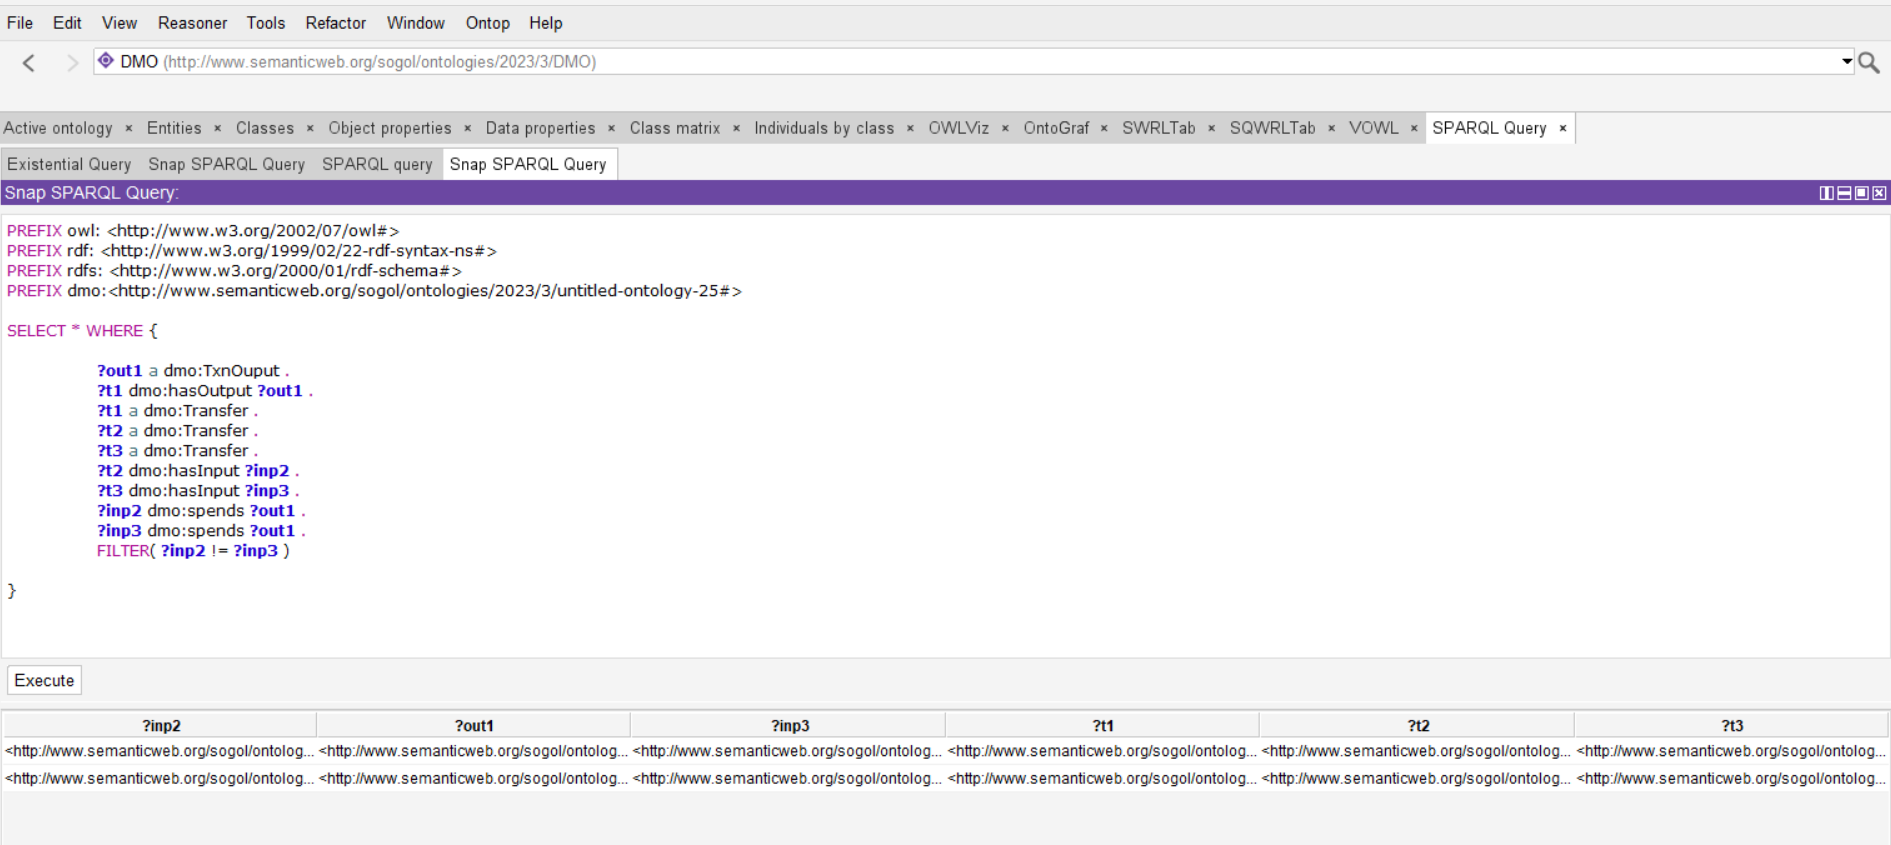 File Edit View Reasoner Tools Refactor Window Ontop Help
DMO (http://www.semanticweb.org/sogol/ontologies/2023/3/DMO)
Active ontology × Entities × Classes × Object properties × Data properties × Class matrix × Individuals by class × OWLViz × OntoGraf × SWRLTab × SQWRLTab × VOWL × SPARQL Query ×
Existential Query Snap SPARQL Query SPARQL query Snap SPARQL Query
Snap SPARQL Query:
PREFIX owl: <http://www.w3.org/2002/07/owl#>
PREFIX rdf: <http://www.w3.org/1999/02/22-rdf-syntax-ns#>
PREFIX rdfs: <http://www.w3.org/2000/01/rdf-schema#>
PREFIX dmo:<http://www.semanticweb.org/sogol/ontologies/2023/3/untitled-ontology-25#>
SELECT * WHERE {
?out1 a dmo:TxnOuput .
?t1 dmo:hasOutput ?out1 .
?t1 a dmo:Transfer .
?t2 a dmo:Transfer .
?t3 a dmo:Transfer .
?t2 dmo:hasInput ?inp2 .
?t3 dmo:hasInput ?inp3 .
?inp2 dmo:spends ?out1 .
?inp3 dmo:spends ?out1 .
FILTER( ?inp2 != ?inp3 )
}
Execute
?inp2 ?out1 ?inp3 ?t1 ?t2 ?t3
<http://www.semanticweb.org/sogol/ontolog... <http://www.semanticweb.org/sogol/ontolog... <http://www.semanticweb.org/sogol/ontolog... <http://www.semanticweb.org/sogol/ontolog... <http://www.semanticweb.org/sogol/ontolog... <http://www.semanticweb.org/sogol/ontolog...
<http://www.semanticweb.org/sogol/ontolog... <http://www.semanticweb.org/sogol/ontolog... <http://www.semanticweb.org/sogol/ontolog... <http://www.semanticweb.org/sogol/ontolog... <http://www.semanticweb.org/sogol/ontolog... <http://www.semanticweb.org/sogol/ontolog...